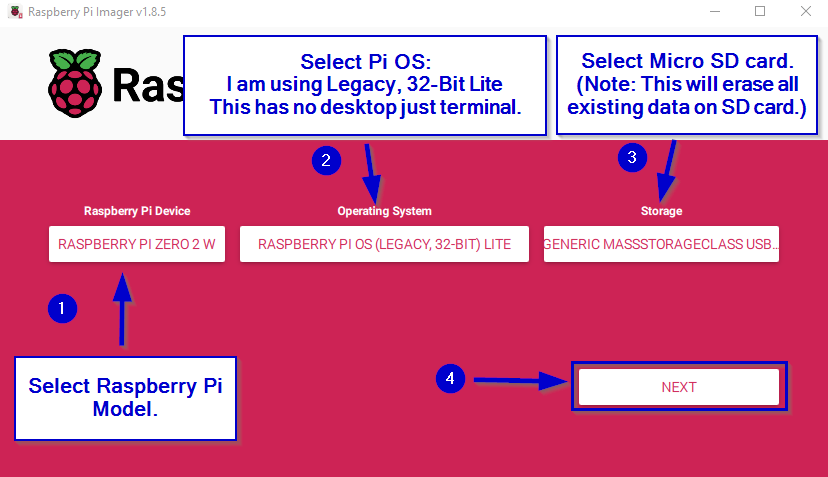 Raspberry Pi Imager v1.8.5
Ras
Select Pi OS:
I am using Legacy, 32-Bit Lite
This has no desktop just terminal.
Select Micro SD card.
(Note: This will erase all
existing data on SD card.)
2
3
Raspberry Pi Device
Operating System
Storage
RASPBERRY PI ZERO 2 W
RASPBERRY PI OS (LEGACY, 32-BIT) LITE
GENERIC MASSSTORAGECLASS USB...
1
Select Raspberry Pi
Model.
4
NEXT